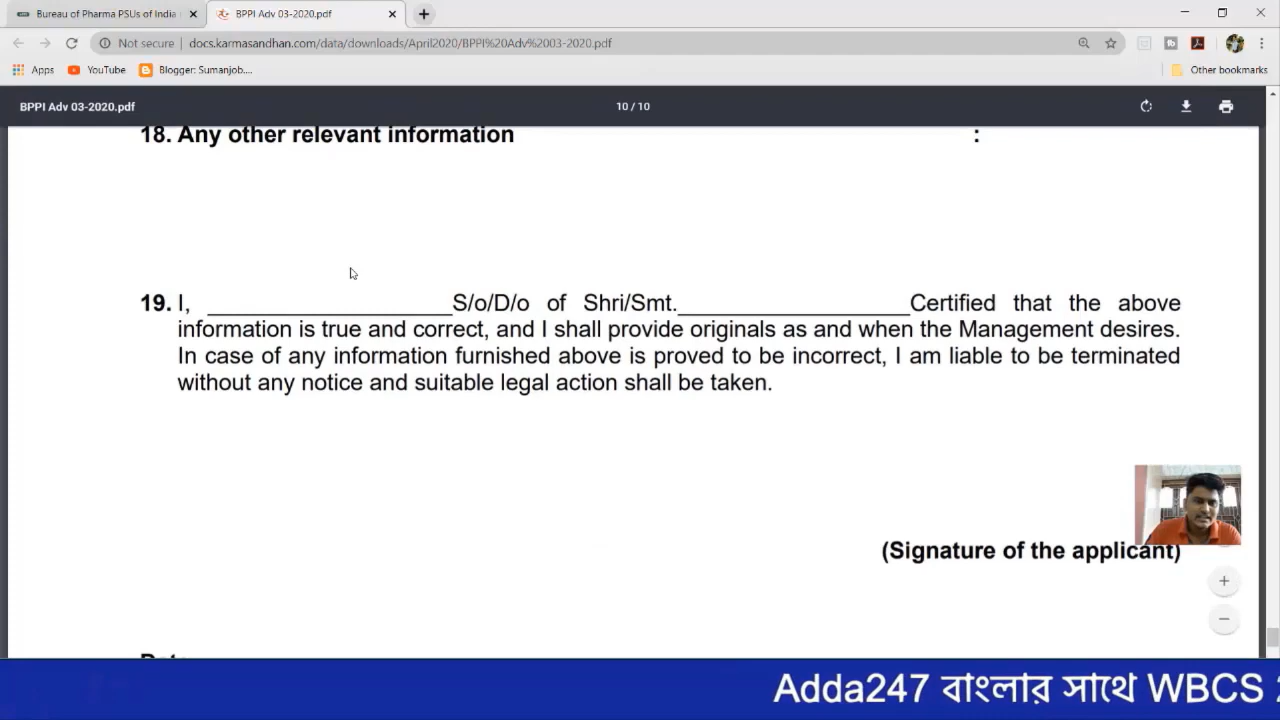 Bureau of Pharma PSUs of India
BPPI Adv 03-2020.pdf
Not secure | docs.karmasandhan.com/data/downloads/April2020/BPPI%20Adv%2003-2020.pdf
Apps YouTube Blogger: Sumanjob.... Other bookmarks
BPPI Adv 03-2020.pdf 10 / 10
18. Any other relevant information :
19. I, ____________________S/o/D/o of Shri/Smt.___________________Certified that the above
information is true and correct, and I shall provide originals as and when the Management desires.
In case of any information furnished above is proved to be incorrect, I am liable to be terminated
without any notice and suitable legal action shall be taken.
(Signature of the applicant)
Adda247 বাংলার সাথে WBCS